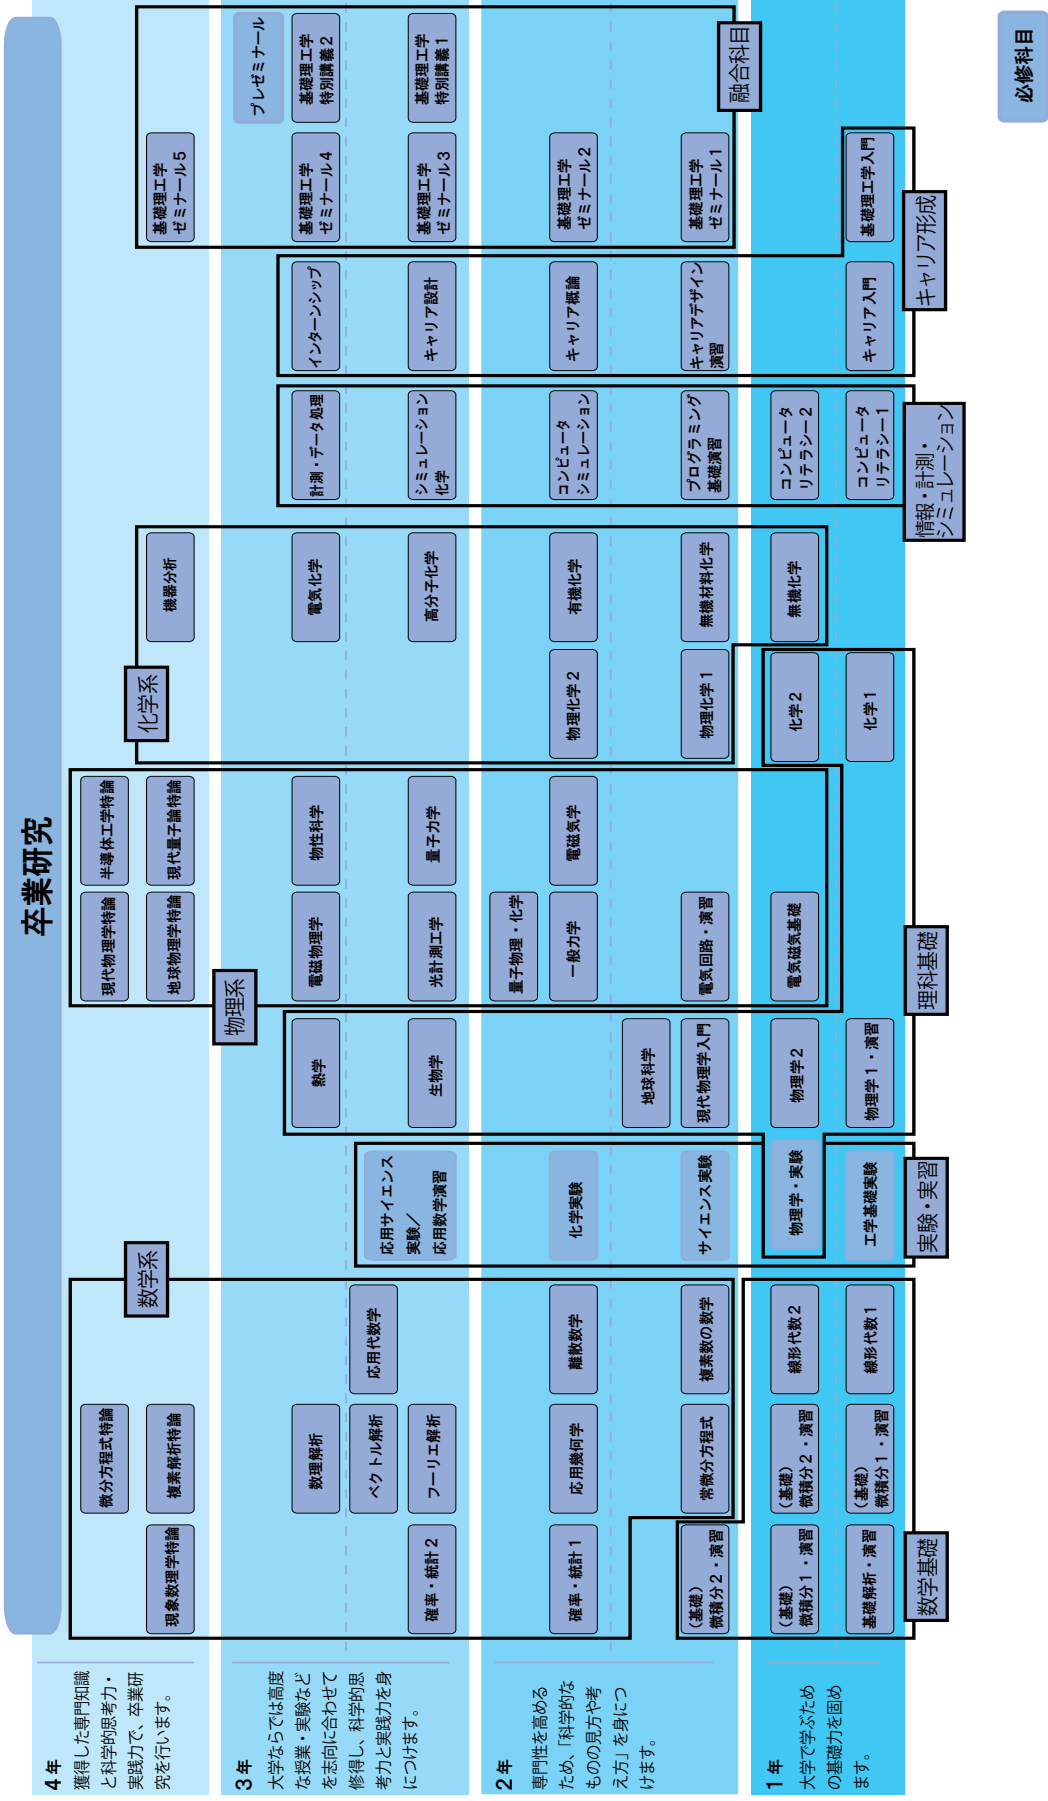 卒業研究
4年
獲得した専門知識
と科学的思考力・
実践力で、卒業研
究を行います。
3年
大学ならでは高度
な授業・実験など
を志向に合わせて
修得し、科学的思
考力と実践力を身
につけます。
2年
専門性を高める
ため、「科学的な
ものの見方や考
え方」を身につ
けます。
1年
大学で学ぶため
の基礎力を固め
ます。
数学系
微分方程式特論
現象数理学特論
複素解析特論
数理解析
ベクトル解析
応用代数学
確率・統計2
フーリエ解析
確率・統計1
応用幾何学
離散数学
常微分方程式
複素数の数学
(基礎)
微積分2・演習
(基礎)
微積分1・演習
(基礎)
微積分2・演習
線形代数2
基礎解析・演習
(基礎)
微積分1・演習
線形代数1
数学基礎
応用サイエンス
実験/
応用数学演習
化学実験
サイエンス実験
物理学・実験
工学基礎実験
実験・実習
熱学
生物学
地球科学
現代物理学入門
物理学2
物理学1・演習
化学2
化学1
理科基礎
物理系
現代物理学特論
半導体工学特論
地球物理学特論
現代量子論特論
電磁物理学
物性科学
光計測工学
量子力学
量子物理・化学
一般力学
電磁気学
電気回路・演習
電気磁気基礎
化学系
機器分析
電気化学
高分子化学
物理化学2
有機化学
物理化学1
無機材料化学
無機化学
計測・データ処理
シミュレーション
化学
コンピュータ
シミュレーション
プログラミング
基礎演習
コンピュータ
リテラシー2
コンピュータ
リテラシー1
情報・計測・
シミュレーション
インターンシップ
キャリア設計
キャリア概論
キャリアデザイン
演習
キャリア入門
基礎理工学入門
キャリア形成
基礎理工学
ゼミナール5
プレゼミナール
基礎理工学
ゼミナール4
基礎理工学
特別講義2
基礎理工学
ゼミナール3
基礎理工学
特別講義1
基礎理工学
ゼミナール2
基礎理工学
ゼミナール1
融合科目
必修科目